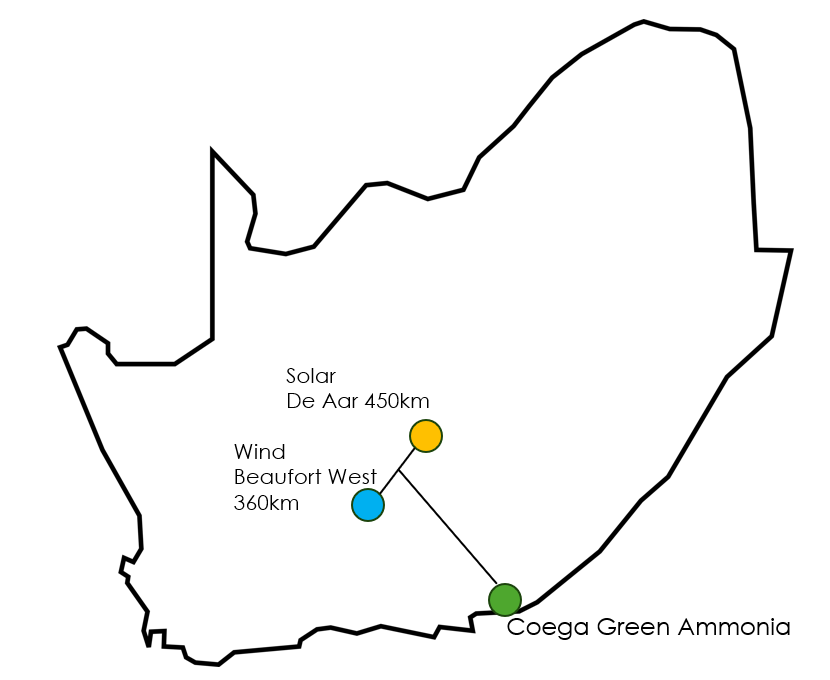 Solar
De Aar 450km
Wind
Beaufort West
360km
Coega Green Ammonia